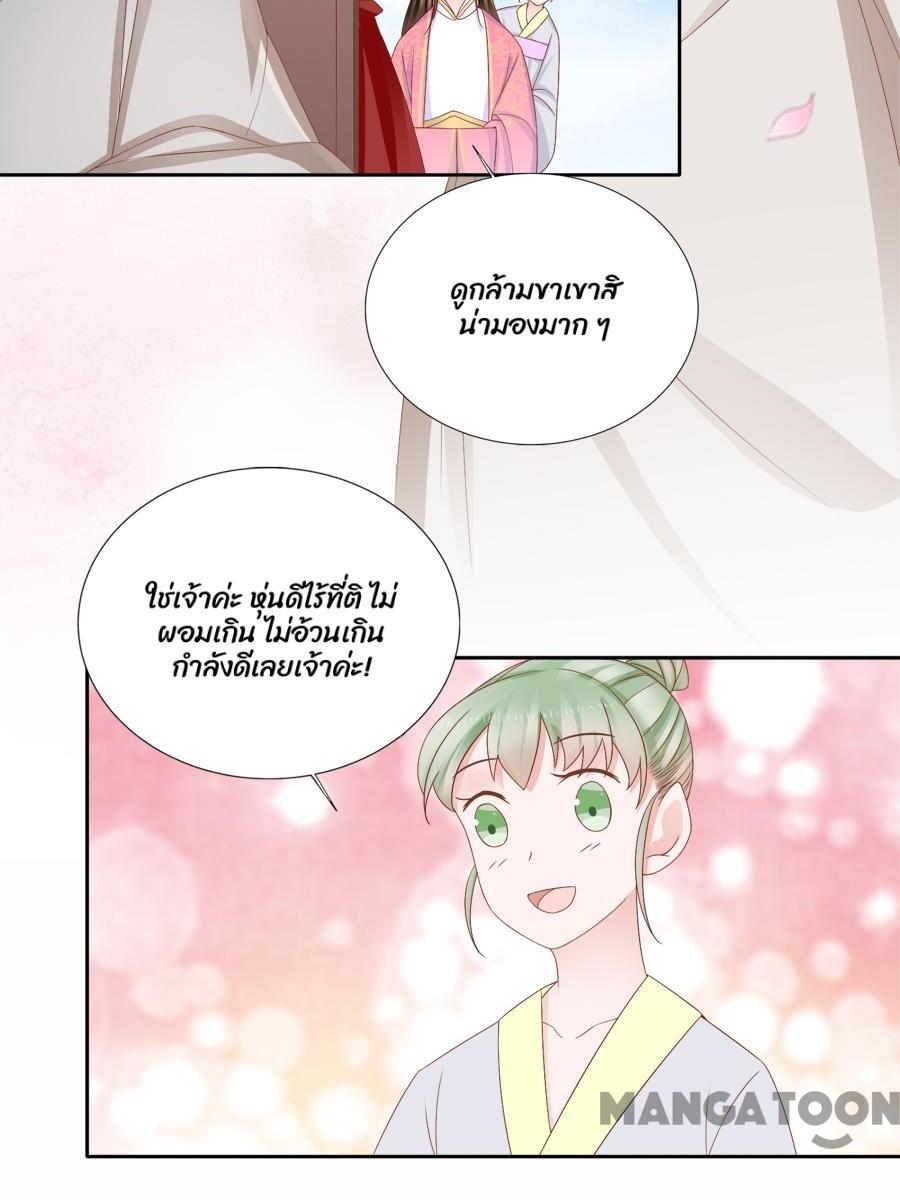 ดูกล้ามขาเขาสิ
น่ามองมาก ๆ
ใช่เจ้าค่ะ หุ่นดีไร้ที่ติ ไม่
ผอมเกิน ไม่อ้วนเกิน
กำลังดีเลยเจ้าค่ะ!
MANGATOON